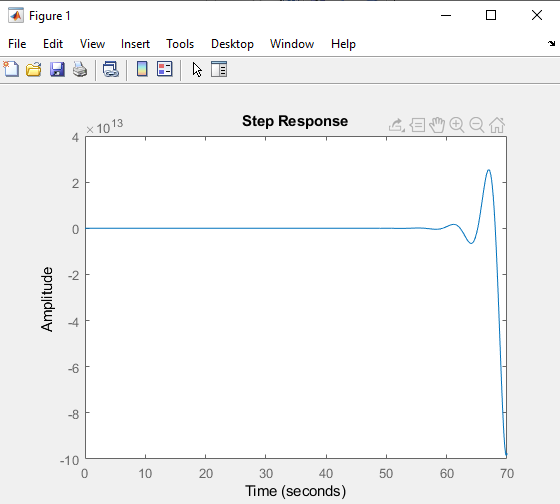 Figure 1
File Edit View Insert Tools Desktop Window Help
Step Response
×10^13
4
2
0
-2
-4
-6
-8
-10
Amplitude
0 10 20 30 40 50 60 70
Time (seconds)